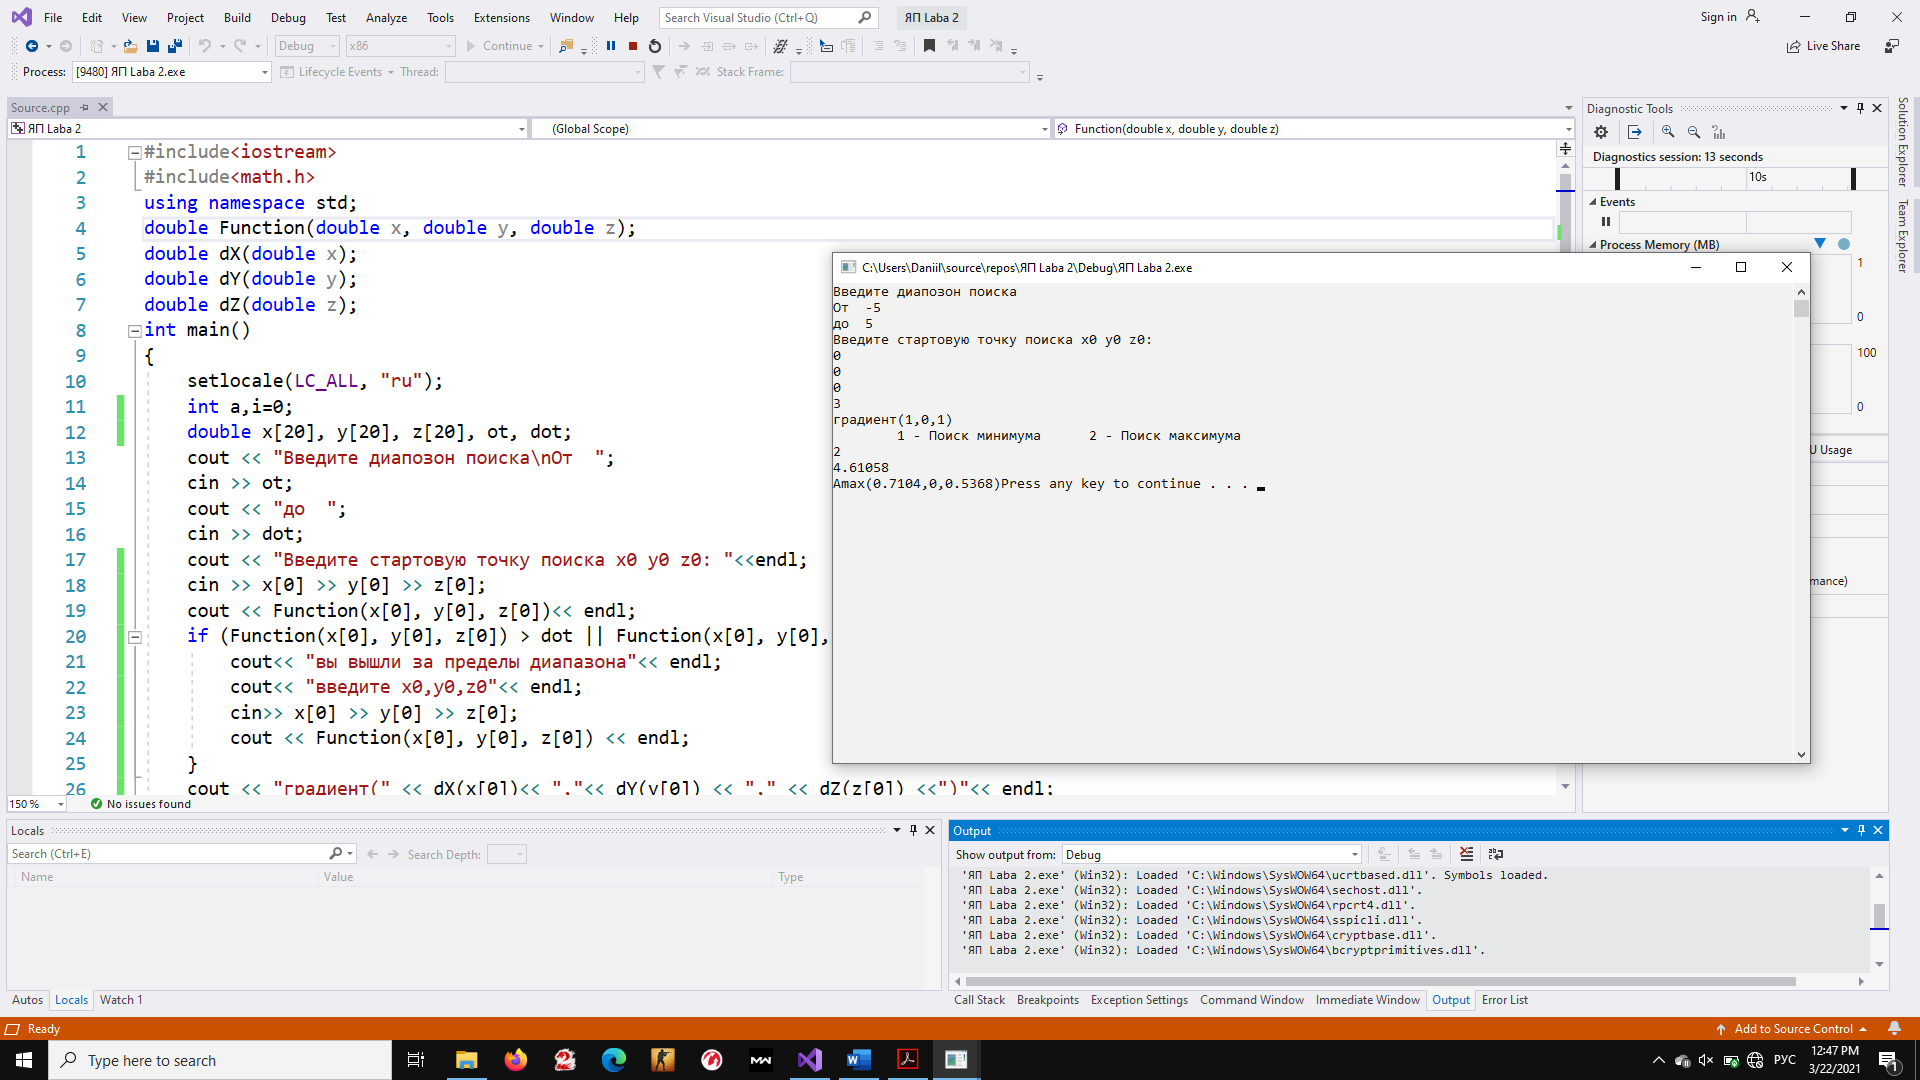 File Edit View Project Build Debug Test Analyze Tools Extensions Window Help Search Visual Studio (Ctrl+Q) ЯП Laba 2 Sign in
Debug x86 Continue Live Share
Process: [9480] ЯП Laba 2.exe Lifecycle Events Thread: Stack Frame:
Source.cpp
ЯП Laba 2 (Global Scope) Function(double x, double y, double z)
1 #include<iostream>
2 #include<math.h>
3 using namespace std;
4 double Function(double x, double y, double z);
5 double dX(double x);
6 double dY(double y);
7 double dZ(double z);
8 int main()
9 {
10 setlocale(LC_ALL, "ru");
11 int a,i=0;
12 double x[20], y[20], z[20], ot, dot;
13 cout << "Введите диапозон поиска\nОт  ";
14 cin >> ot;
15 cout << "до  ";
16 cin >> dot;
17 cout << "Введите стартовую точку поиска x0 y0 z0: "<<endl;
18 cin >> x[0] >> y[0] >> z[0];
19 cout << Function(x[0], y[0], z[0])<< endl;
20 if (Function(x[0], y[0], z[0]) > dot || Function(x[0], y[0],
21 cout<< "вы вышли за пределы диапазона"<< endl;
22 cout<< "введите x0,y0,z0"<< endl;
23 cin>> x[0] >> y[0] >> z[0];
24 cout << Function(x[0], y[0], z[0]) << endl;
25 }
26 cout << "градиент(" << dX(x[0])<< ","<< dY(y[0]) << "," << dZ(z[0]) <<")"<< endl;
150 % No issues found
C:\Users\Daniil\source\repos\ЯП Laba 2\Debug\ЯП Laba 2.exe
Введите диапозон поиска
От  -5
до  5
Введите стартовую точку поиска x0 y0 z0:
0
0
0
3
градиент(1,0,1)
1 - Поиск минимума      2 - Поиск максимума
2
4.61058
Amax(0.7104,0,0.5368)Press any key to continue . . .
Diagnostic Tools
Diagnostics session: 13 seconds
10s
Events
Process Memory (MB)
1
0
100
0
U Usage
mance)
Solution Explorer
Team Explorer
Locals
Search (Ctrl+E) Search Depth:
Name Value Type
Autos Locals Watch 1
Output
Show output from: Debug
'ЯП Laba 2.exe' (Win32): Loaded 'C:\Windows\SysWOW64\ucrtbased.dll'. Symbols loaded.
'ЯП Laba 2.exe' (Win32): Loaded 'C:\Windows\SysWOW64\sechost.dll'.
'ЯП Laba 2.exe' (Win32): Loaded 'C:\Windows\SysWOW64\rpcrt4.dll'.
'ЯП Laba 2.exe' (Win32): Loaded 'C:\Windows\SysWOW64\sspicli.dll'.
'ЯП Laba 2.exe' (Win32): Loaded 'C:\Windows\SysWOW64\cryptbase.dll'.
'ЯП Laba 2.exe' (Win32): Loaded 'C:\Windows\SysWOW64\bcryptprimitives.dll'.
Call Stack Breakpoints Exception Settings Command Window Immediate Window Output Error List
Ready Add to Source Control
Type here to search
MW
РУС
12:47 PM
3/22/2021
1